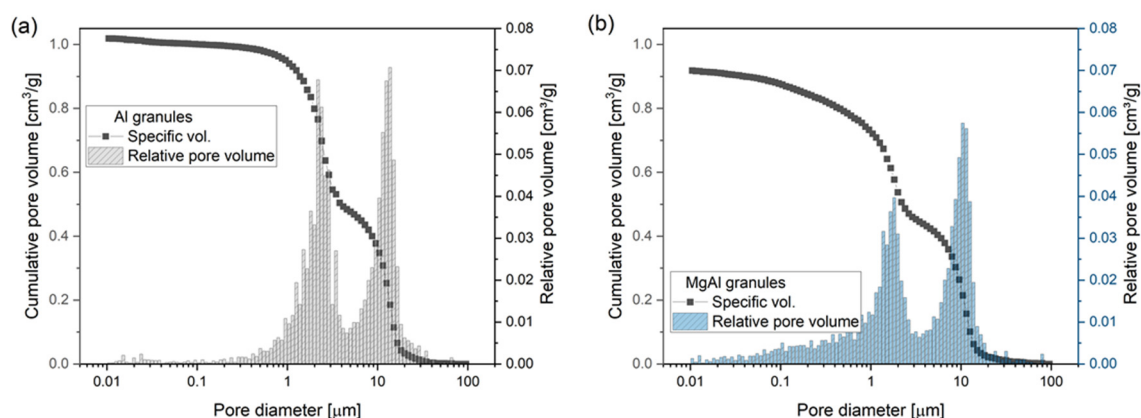 (a)
Cumulative pore volume [cm³/g]
1.0
0.8
0.6
0.4
0.2
0.0
Al granules
Specific vol.
Relative pore volume
0.08
0.07
0.06
0.05
0.04
0.03
0.02
0.01
0.00
Relative pore volume [cm³/g]
0.01 0.1 1 10 100
Pore diameter [μm]
(b)
Cumulative pore volume [cm³/g]
1.0
0.8
0.6
0.4
0.2
0.0
MgAl granules
Specific vol.
Relative pore volume
0.08
0.07
0.06
0.05
0.04
0.03
0.02
0.01
0.00
Relative pore volume [cm³/g]
0.01 0.1 1 10 100
Pore diameter [μm]